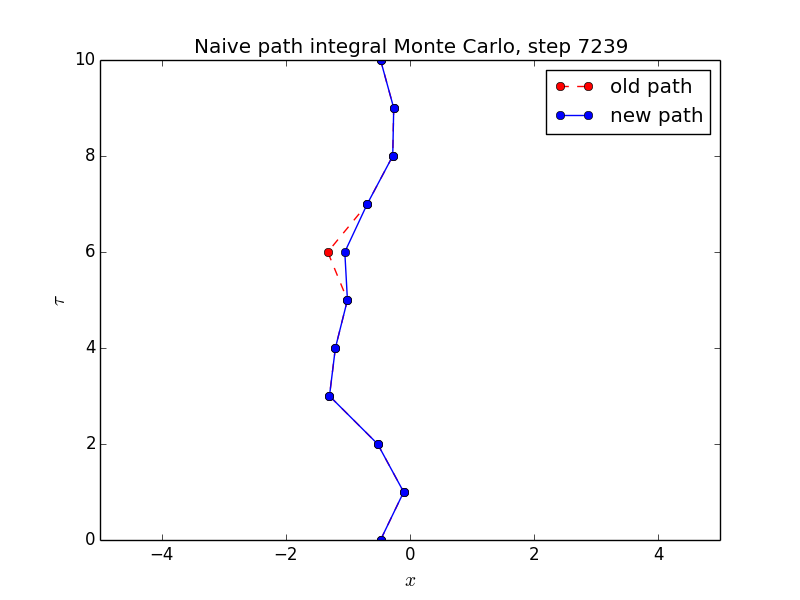 Naive path integral Monte Carlo, step 7239
old path
new path
10
8
6
4
2
0
τ
−4 −2 0 2 4
x